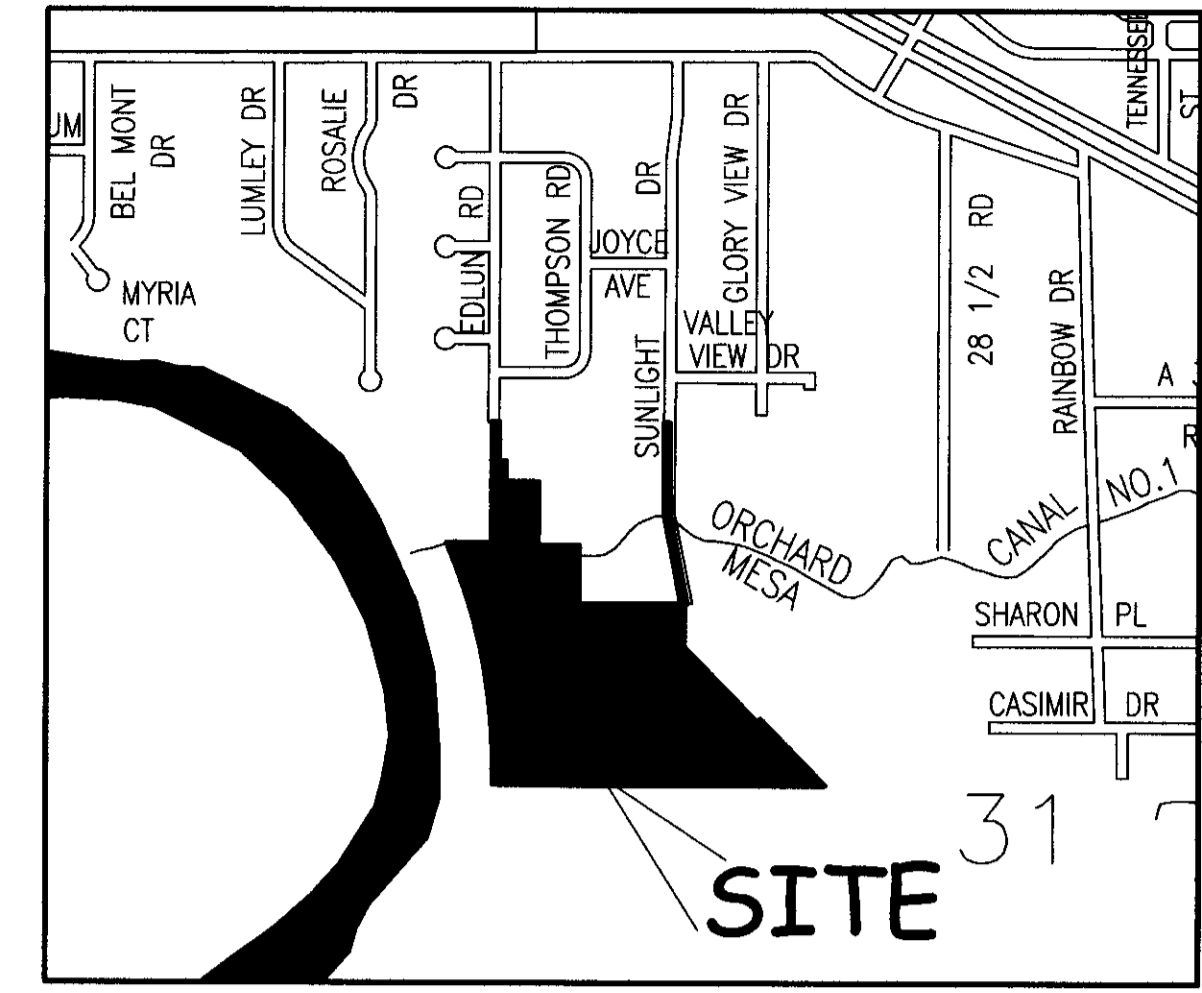 UM
BEL MONT
DR
LUMLEY DR
ROSALIE
DR
MYRIA
CT
EDLUN RD
THOMPSON RD
JOYCE
AVE
SUNLIGHT DR
GLORY VIEW DR
VALLEY
VIEW DR
28 1/2 RD
RAINBOW DR
TENNESSEE
ST
A
R
ORCHARD
MESA
CANAL NO.1
SHARON PL
CASIMIR DR
31
SITE